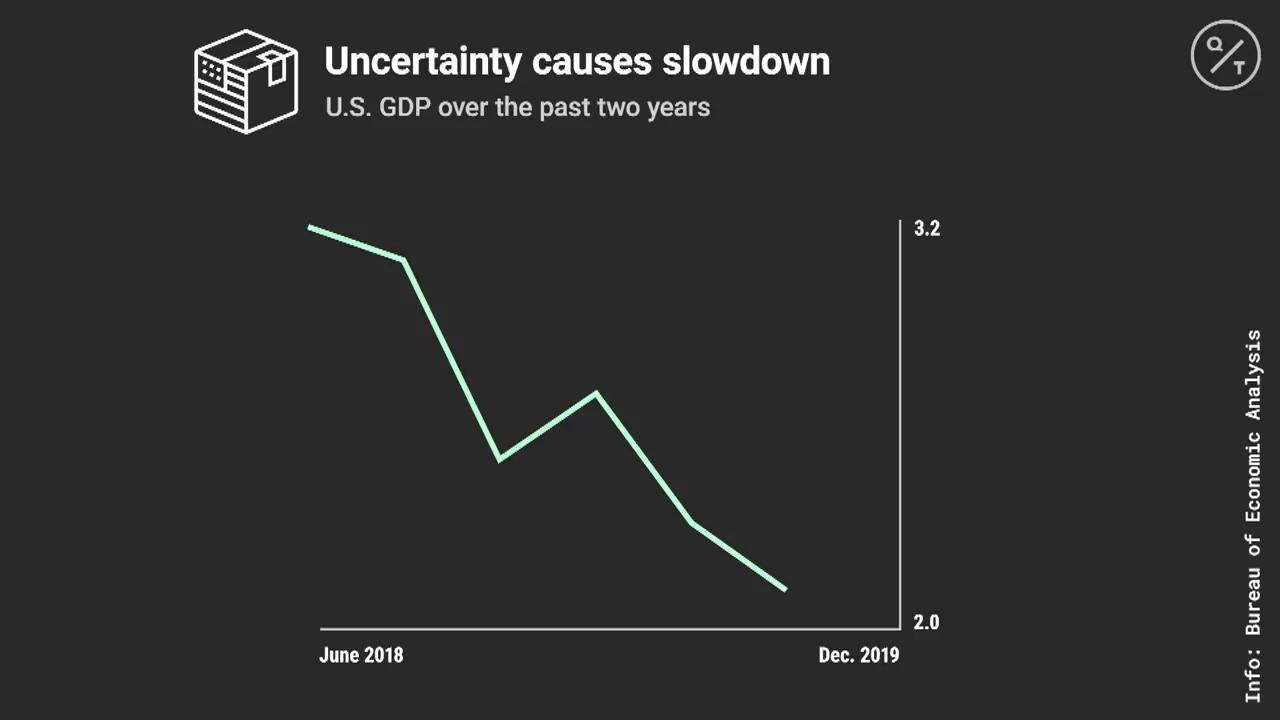 Uncertainty causes slowdown
U.S. GDP over the past two years
Q/T
3.2
2.0
June 2018
Dec. 2019
Info: Bureau of Economic Analysis